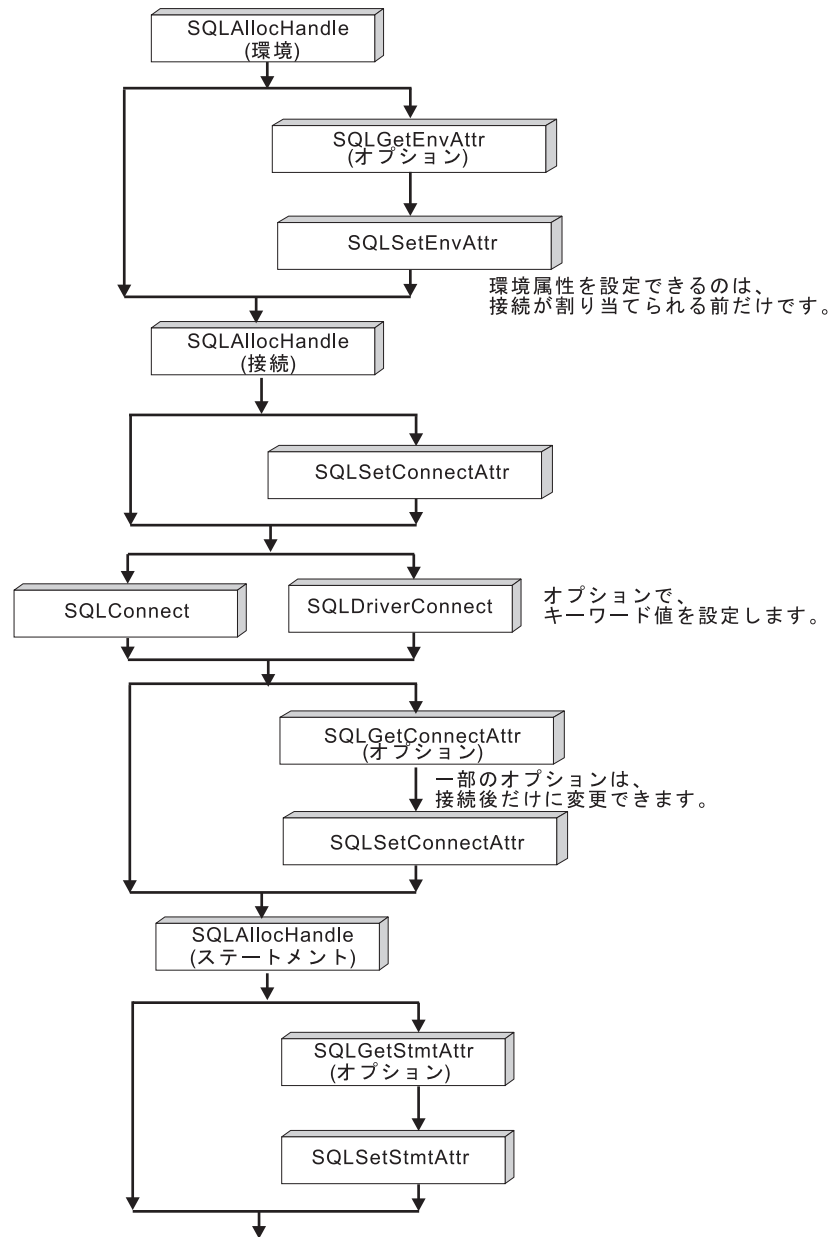 SQLAllocHandle
(環境)
SQLGetEnvAttr
(オプション)
SQLSetEnvAttr
環境属性を設定できるのは、
接続が割り当てられる前だけです。
SQLAllocHandle
(接続)
SQLSetConnectAttr
SQLConnect
SQLDriverConnect
オプションで、
キーワード値を設定します。
SQLGetConnectAttr
(オプション)
一部のオプションは、
接続後だけに変更できます。
SQLSetConnectAttr
SQLAllocHandle
(ステートメント)
SQLGetStmtAttr
(オプション)
SQLSetStmtAttr